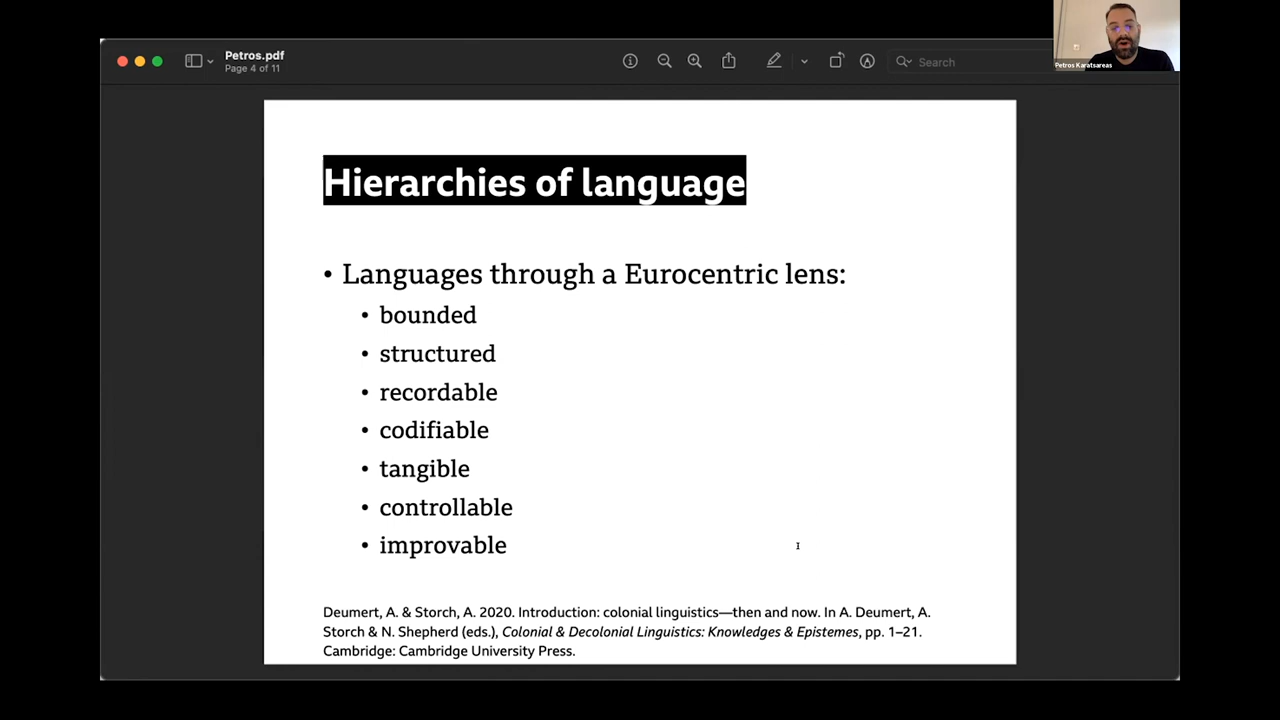 Petros.pdf
Page 4 of 11
Search
Petros Karatsareas
Hierarchies of language
• Languages through a Eurocentric lens:
• bounded
• structured
• recordable
• codifiable
• tangible
• controllable
• improvable
Deumert, A. & Storch, A. 2020. Introduction: colonial linguistics—then and now. In A. Deumert, A.
Storch & N. Shepherd (eds.), Colonial & Decolonial Linguistics: Knowledges & Epistemes, pp. 1–21.
Cambridge: Cambridge University Press.